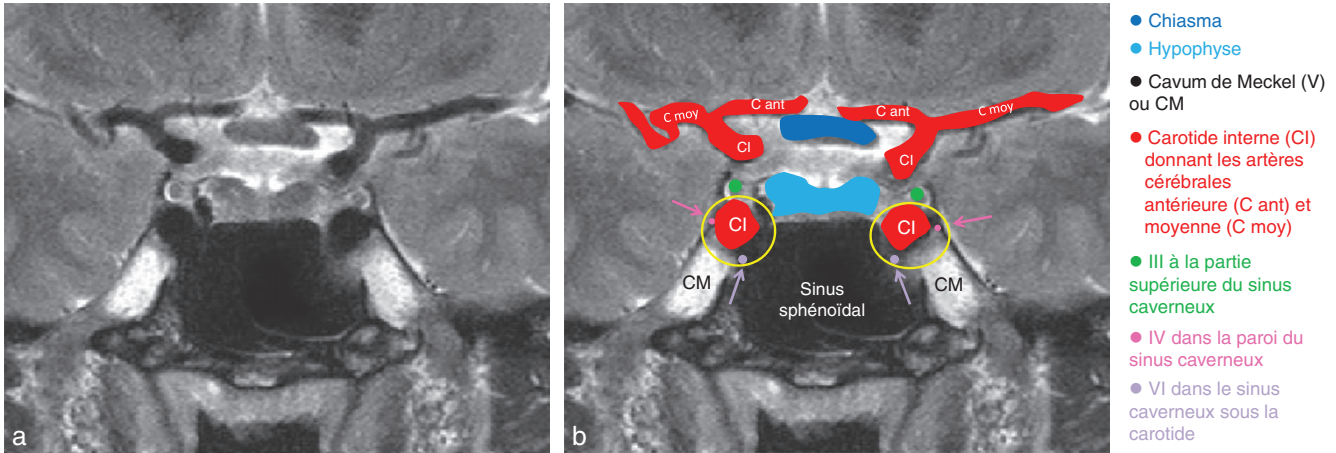 a
C moy
C ant
C ant
C moy
CI
CI
CI
CI
CM
CM
Sinus
sphénoïdal
b
Chiasma
Hypophyse
Cavum de Meckel (V)
ou CM
Carotide interne (CI)
donnant les artères
cérébrales
antérieure (C ant) et
moyenne (C moy)
III à la partie
supérieure du sinus
caverneux
IV dans la paroi du
sinus caverneux
VI dans le sinus
caverneux sous la
carotide